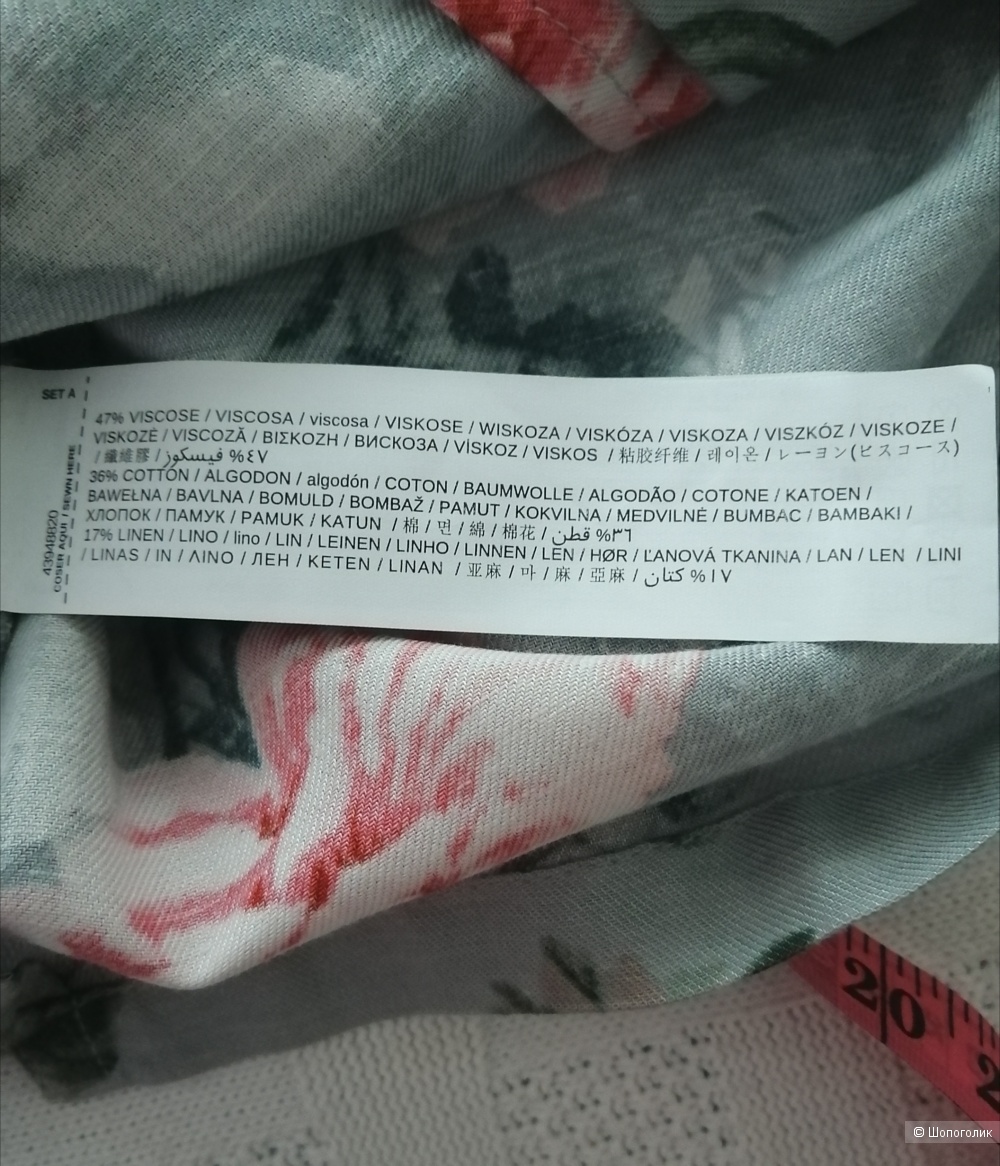 SET A
47% VISCOSE / VISCOSA / viscosa / VISKOSE / WISKOZA / VISKÓZA / VISKOZA / VISZKÓZ / VISKOZE /
VISKOZĖ / VISCOZĂ / ΒΙΣΚΟΖΗ / ВИСКОЗА / VÍSKOZ / VISKOS / 粘胶纤维 / 레이온 / レーヨン(ビスコース)
/ 纖維膠 / فيسكوز %٤٧
36% COTTON / ALGODON / algodón / COTON / BAUMWOLLE / ALGODÃO / COTONE / KATOEN /
BAWEŁNA / BAVLNA / BOMULD / BOMBAŽ / PAMUT / KOKVILNA / MEDVILNĖ / BUMBAC / BAMBAKI /
ХЛОПОК / ПАМУК / PAMUK / KATUN / 棉 / 면 / 綿 / 棉花 / قطن %٣٦
17% LINEN / LINO / lino / LIN / LEINEN / LINHO / LINNEN / LEN / HØR / ĽANOVÁ TKANINA / LAN / LEN / LINI
/ LINAS / IN / ΛΙΝΟ / ЛЕН / KETEN / LINAN / 亚麻 / 마 / 麻 / 亞麻 / كتان %١٧
43948820
COSER AQUI / SEWN HERE
20
2
© Шопоголик